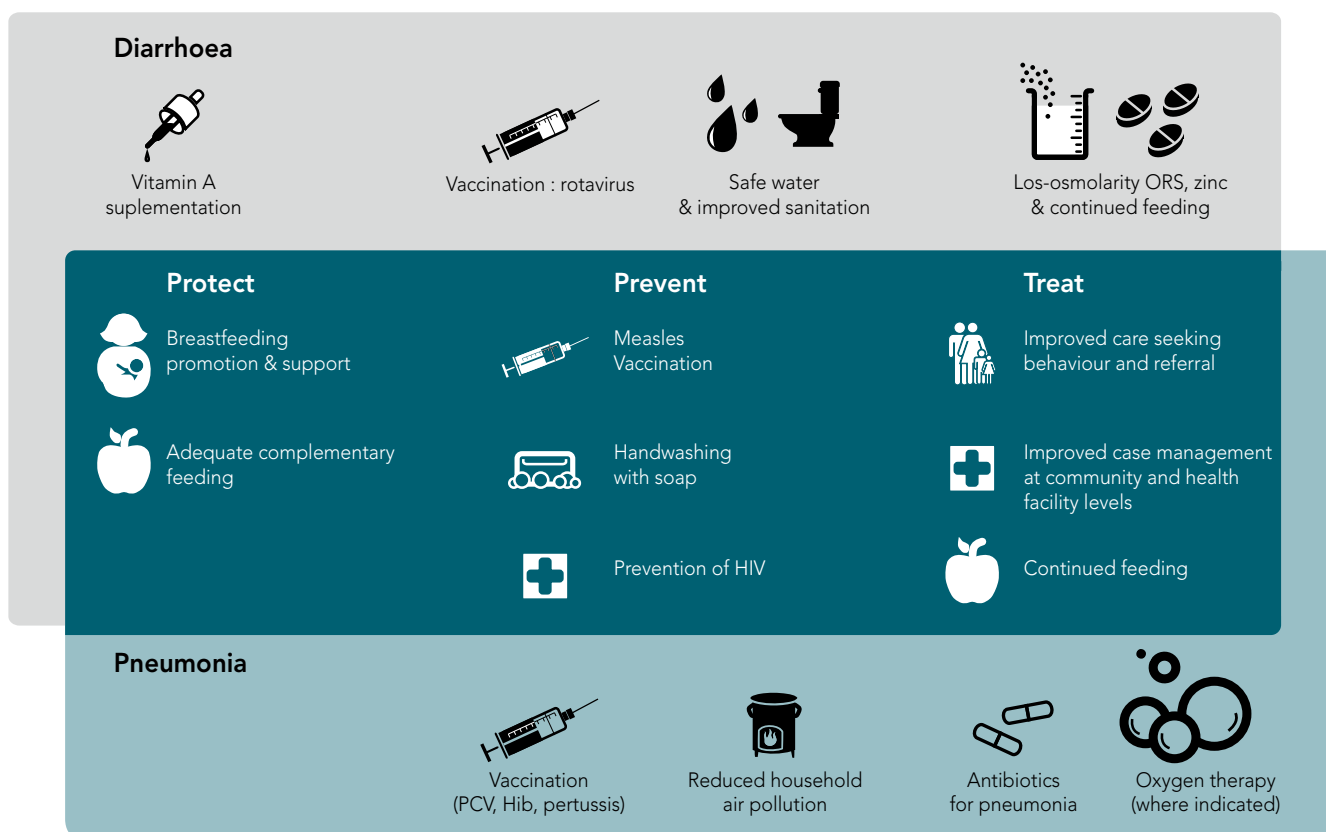 Diarrhoea
Vitamin A
suplementation
Vaccination : rotavirus
Safe water
& improved sanitation
Los-osmolarity ORS, zinc
& continued feeding
Protect
Breastfeeding
promotion & support
Adequate complementary
feeding
Prevent
Measles
Vaccination
Handwashing
with soap
Prevention of HIV
Treat
Improved care seeking
behaviour and referral
Improved case management
at community and health
facility levels
Continued feeding
Pneumonia
Vaccination
(PCV, Hib, pertussis)
Reduced household
air pollution
Antibiotics
for pneumonia
Oxygen therapy
(where indicated)